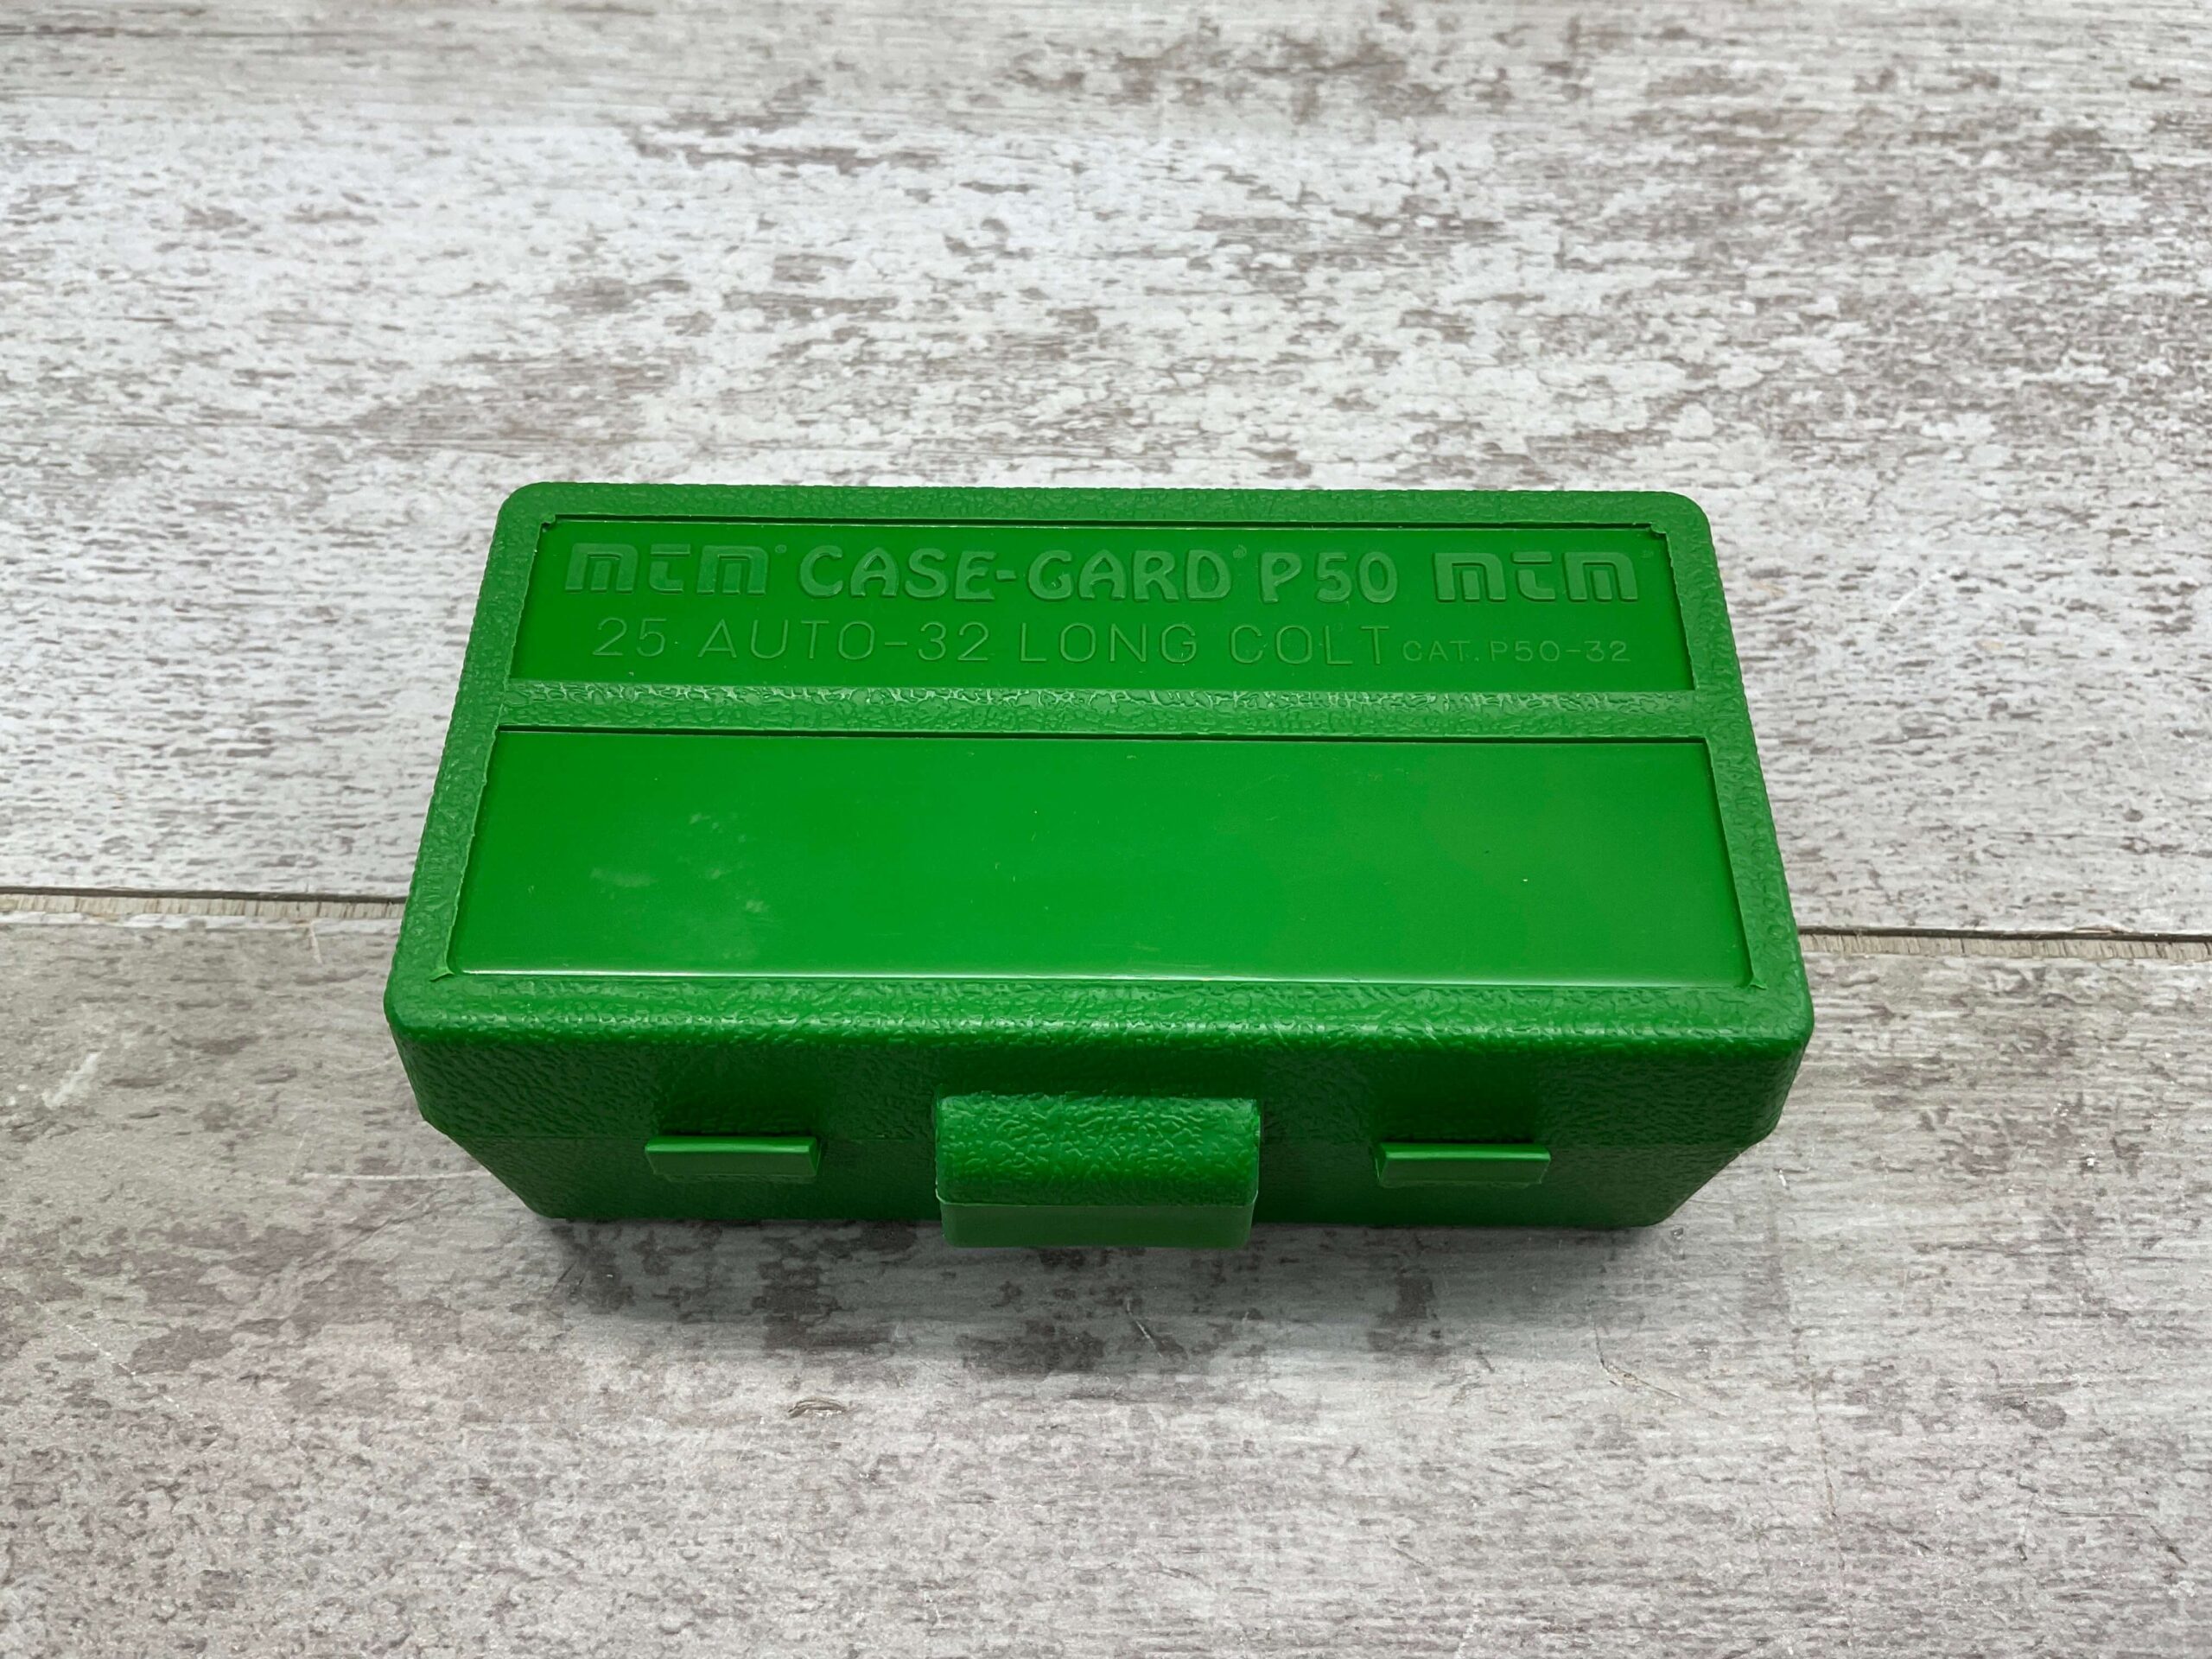 mTm® CASE-GARD® P50 mTm®
25 AUTO-32 LONG COLT CAT. P50-32